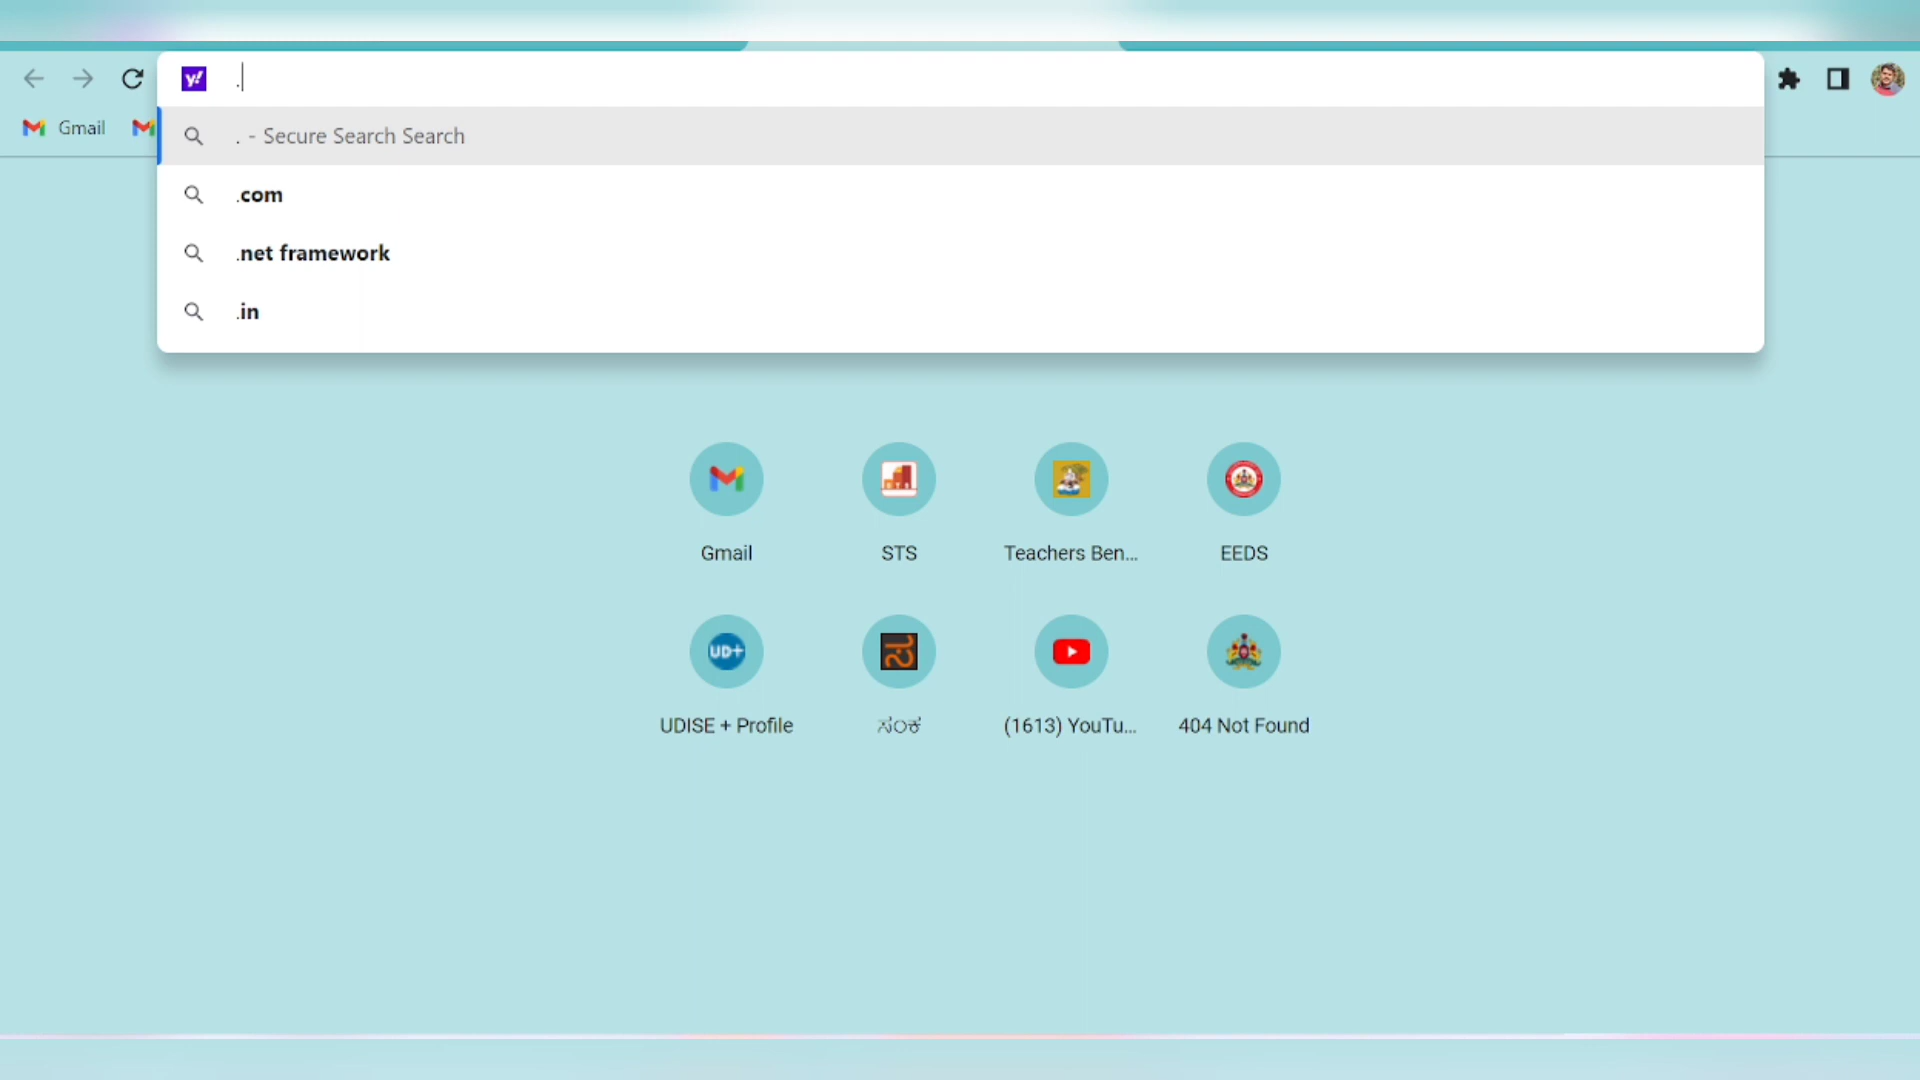 y!
.
Gmail
. - Secure Search Search
.com
.net framework
.in
Gmail
STS
Teachers Ben...
EEDS
UD+
UDISE + Profile
ಸಂಕ
(1613) YouTu...
404 Not Found